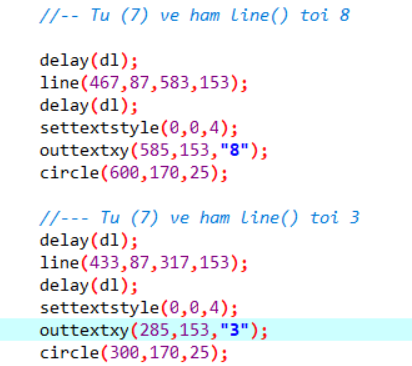 //-- Tu (7) ve ham line() toi 8
delay(dl);
line(467,87,583,153);
delay(dl);
settextstyle(0,0,4);
outtextxy(585,153,"8");
circle(600,170,25);
//--- Tu (7) ve ham line() toi 3
delay(dl);
line(433,87,317,153);
delay(dl);
settextstyle(0,0,4);
outtextxy(285,153,"3");
circle(300,170,25);